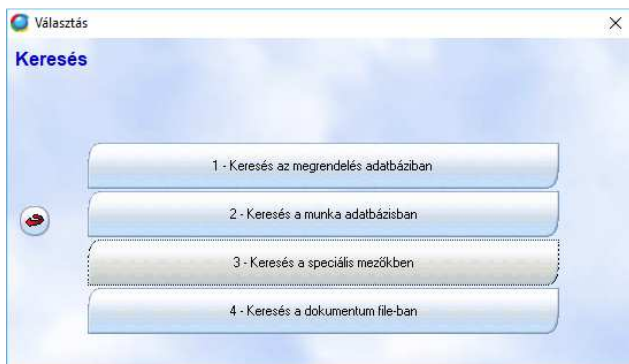 Választás
Keresés
1 - Keresés az megrendelés adatbáziban
2 - Keresés a munka adatbázisban
3 - Keresés a speciális mezőkben
4 - Keresés a dokumentum file-ban